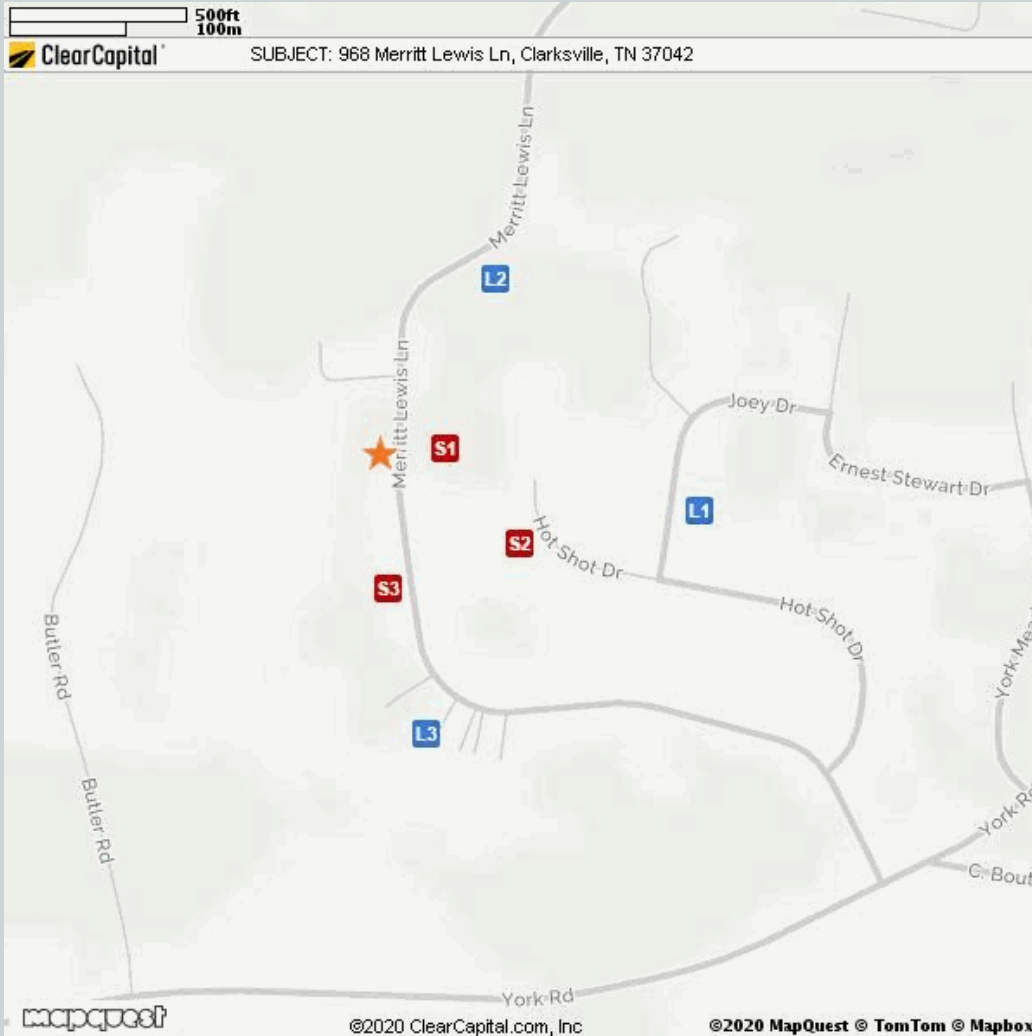 500ft
100m
ClearCapital
SUBJECT: 968 Merritt Lewis Ln, Clarksville, TN 37042
Merritt Lewis Ln
L2
Merritt Lewis Ln
Joey Dr
S1
Ernest Stewart Dr
L1
S2
Hot Shot Dr
S3
Hot Shot Dr
Butler Rd
York Mea
L3
Butler Rd
York Rd
C. Bout
York Rd
mapquest
©2020 ClearCapital.com, Inc
©2020 MapQuest © TomTom © Mapbox